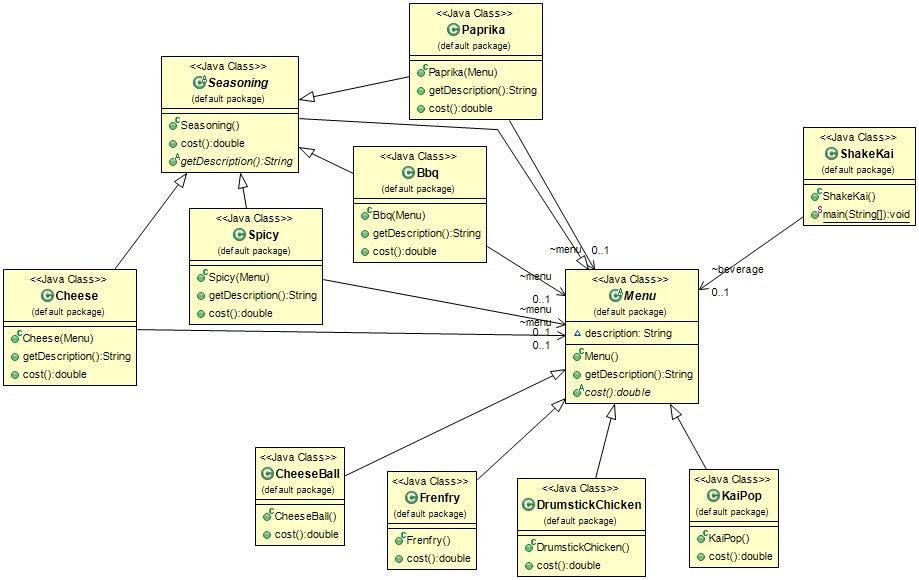 <<Java Class>>
Paprika
(default package)
Paprika(Menu)
getDescription():String
cost():double
<<Java Class>>
Seasoning
(default package)
Seasoning()
cost():double
getDescription():String
<<Java Class>>
ShakeKai
(default package)
ShakeKai()
main(String[]):void
<<Java Class>>
Bbq
(default package)
Bbq(Menu)
getDescription():String
cost():double
<<Java Class>>
Spicy
(default package)
Spicy(Menu)
getDescription():String
cost():double
<<Java Class>>
Cheese
(default package)
Cheese(Menu)
getDescription():String
cost():double
~menu
0..1
~menu
0..1
~menu
~menu
0..1
0..1
~beverage
0..1
<<Java Class>>
Menu
(default package)
description: String
Menu()
getDescription():String
cost():double
<<Java Class>>
CheeseBall
(default package)
CheeseBall()
cost():double
<<Java Class>>
Frenfry
(default package)
Frenfry()
cost():double
<<Java Class>>
DrumstickChicken
(default package)
DrumstickChicken()
cost():double
<<Java Class>>
KaiPop
(default package)
KaiPop()
cost():double